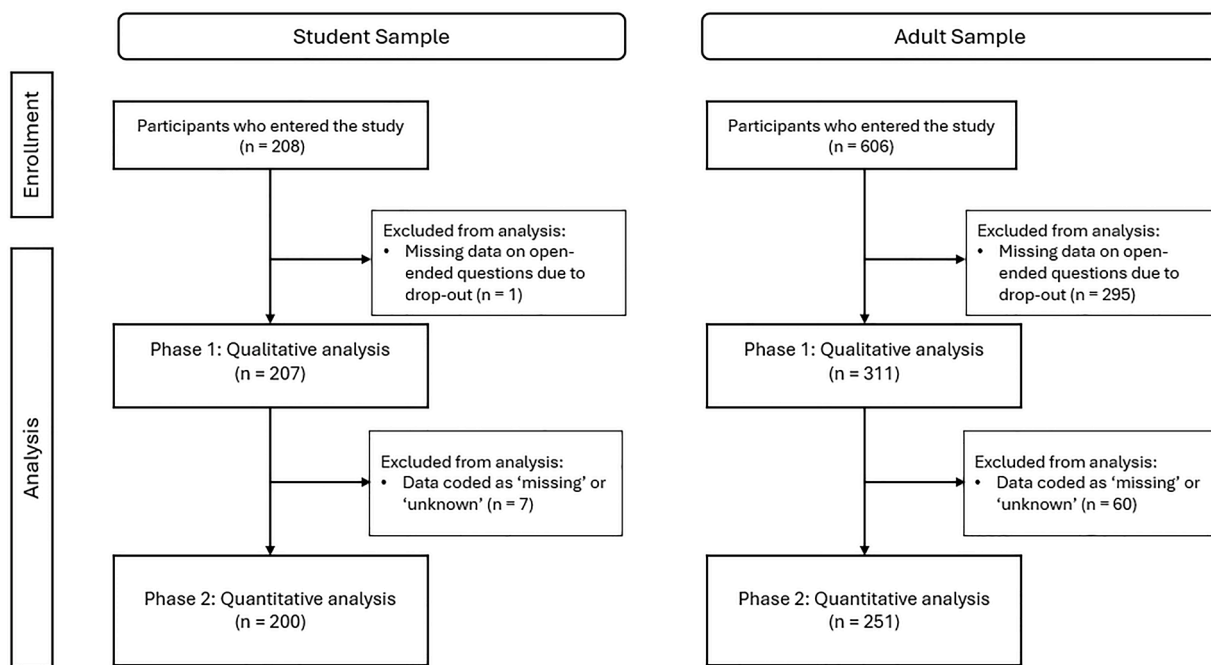 Student Sample
Adult Sample
Enrollment
Participants who entered the study
(n = 208)
Participants who entered the study
(n = 606)
Excluded from analysis:
• Missing data on open-
ended questions due to
drop-out (n = 1)
Excluded from analysis:
• Missing data on open-
ended questions due to
drop-out (n = 295)
Analysis
Phase 1: Qualitative analysis
(n = 207)
Phase 1: Qualitative analysis
(n = 311)
Excluded from analysis:
• Data coded as ‘missing’ or
‘unknown’ (n = 7)
Excluded from analysis:
• Data coded as ‘missing’ or
‘unknown’ (n = 60)
Phase 2: Quantitative analysis
(n = 200)
Phase 2: Quantitative analysis
(n = 251)